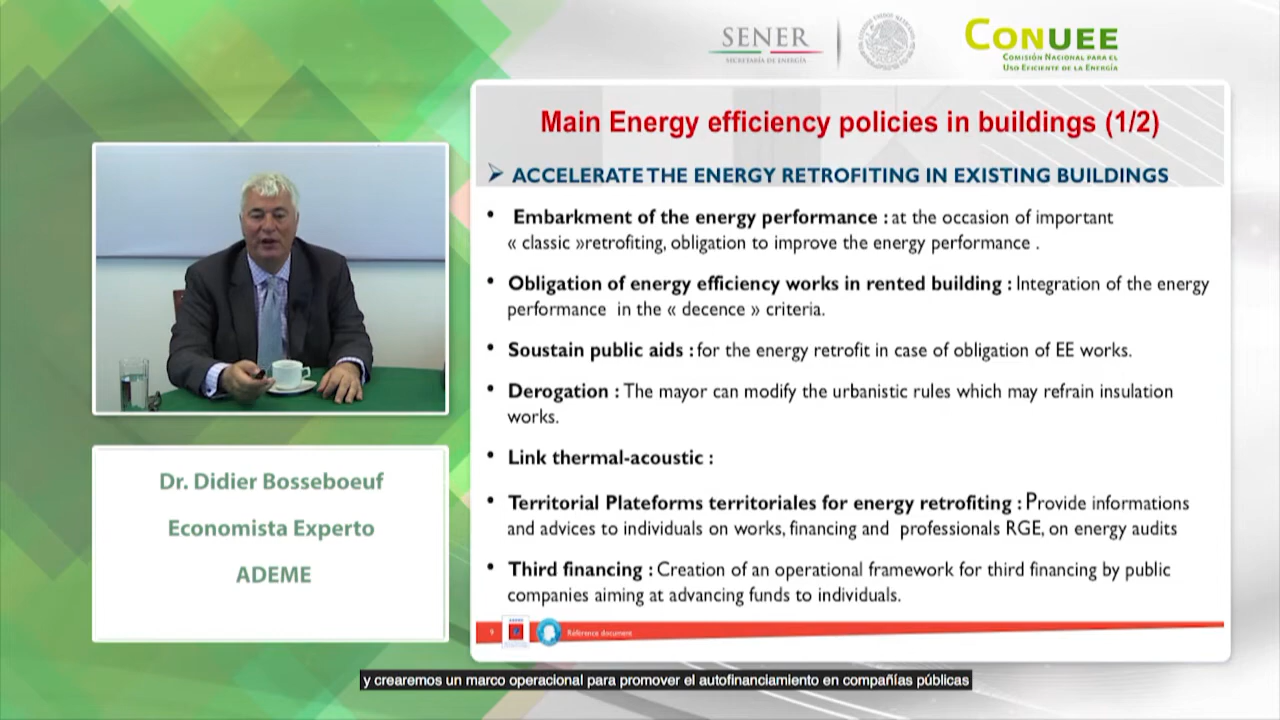 SENER
SECRETARÍA DE ENERGÍA
CONUEE
COMISIÓN NACIONAL PARA EL
USO EFICIENTE DE LA ENERGÍA
Main Energy efficiency policies in buildings (1/2)
➢ ACCELERATE THE ENERGY RETROFITING IN EXISTING BUILDINGS
• Embarkment of the energy performance : at the occasion of important
« classic »retrofiting, obligation to improve the energy performance .
• Obligation of energy efficiency works in rented building : Integration of the energy
performance in the « decence » criteria.
• Soustain public aids : for the energy retrofit in case of obligation of EE works.
• Derogation : The mayor can modify the urbanistic rules which may refrain insulation
works.
• Link thermal-acoustic :
• Territorial Plateforms territoriales for energy retrofiting : Provide informations
and advices to individuals on works, financing and professionals RGE, on energy audits
• Third financing : Creation of an operational framework for third financing by public
companies aiming at advancing funds to individuals.
9
Réference document
Dr. Didier Bosseboeuf
Economista Experto
ADEME
y crearemos un marco operacional para promover el autofinanciamiento en compañías públicas